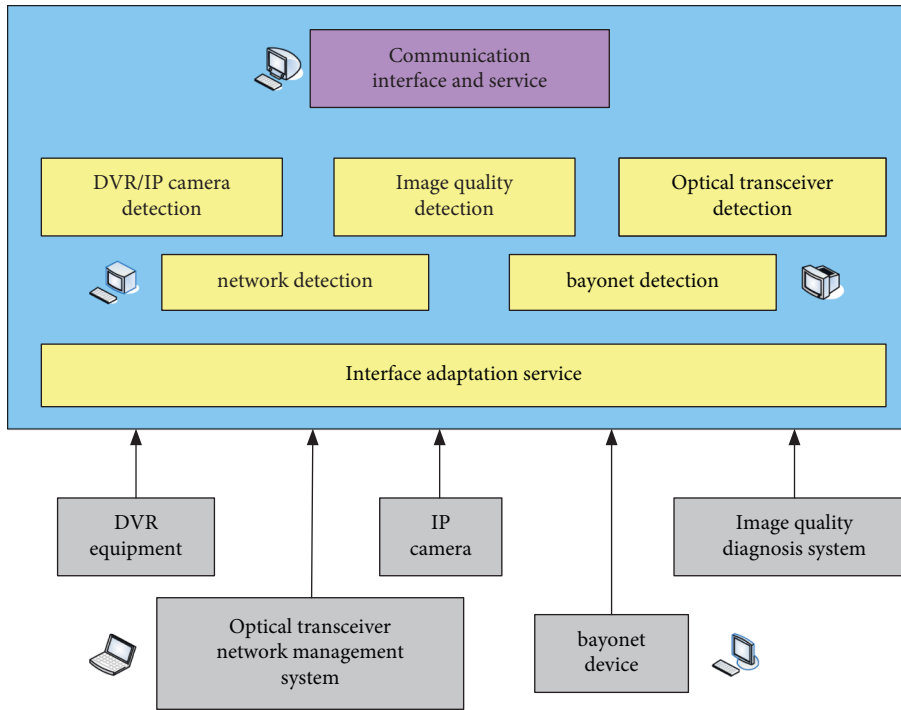 Communication
interface and service
DVR/IP camera
detection
Image quality
detection
Optical transceiver
detection
network detection
bayonet detection
Interface adaptation service
DVR
equipment
IP
camera
Image quality
diagnosis system
Optical transceiver
network management
system
bayonet
device